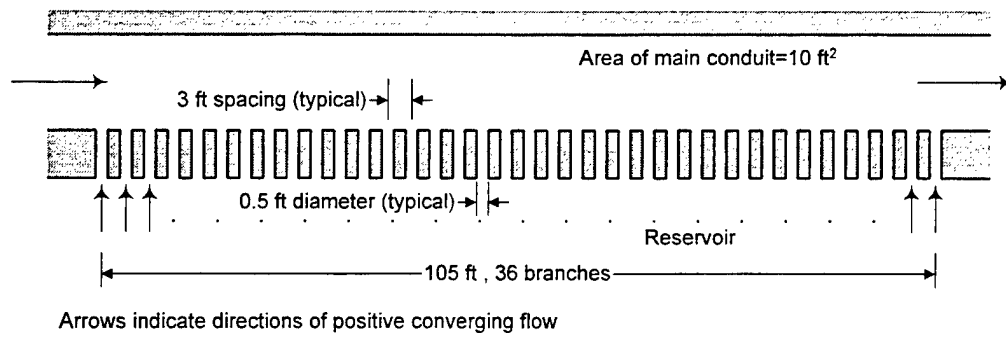 Area of main conduit=10 ft²
3 ft spacing (typical)
0.5 ft diameter (typical)
Reservoir
105 ft , 36 branches
Arrows indicate directions of positive converging flow